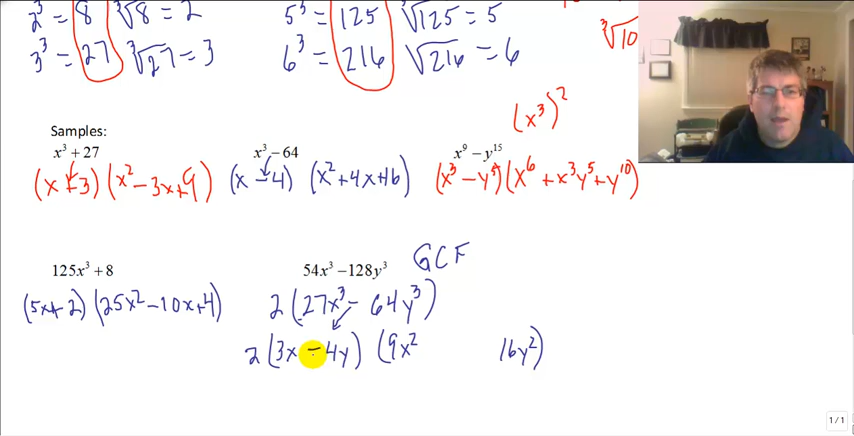 2³ = 8 ∛8 = 2 5³ = 125 ∛125 = 5
3³ = 27 ∛27 = 3 6³ = 216 ∛216 = 6 ∛10
(x³)²
Samples:
x³ + 27 x³ − 64 x⁹ − y¹⁵
(x + 3)(x² − 3x + 9) (x − 4)(x² + 4x + 16) (x³ − y⁵)(x⁶ + x³y⁵ + y¹⁰)
GCF
125x³ + 8 54x³ − 128y³
(5x + 2)(25x² − 10x + 4) 2(27x³ − 64y³)
2(3x − 4y)(9x² 16y²)
1/1